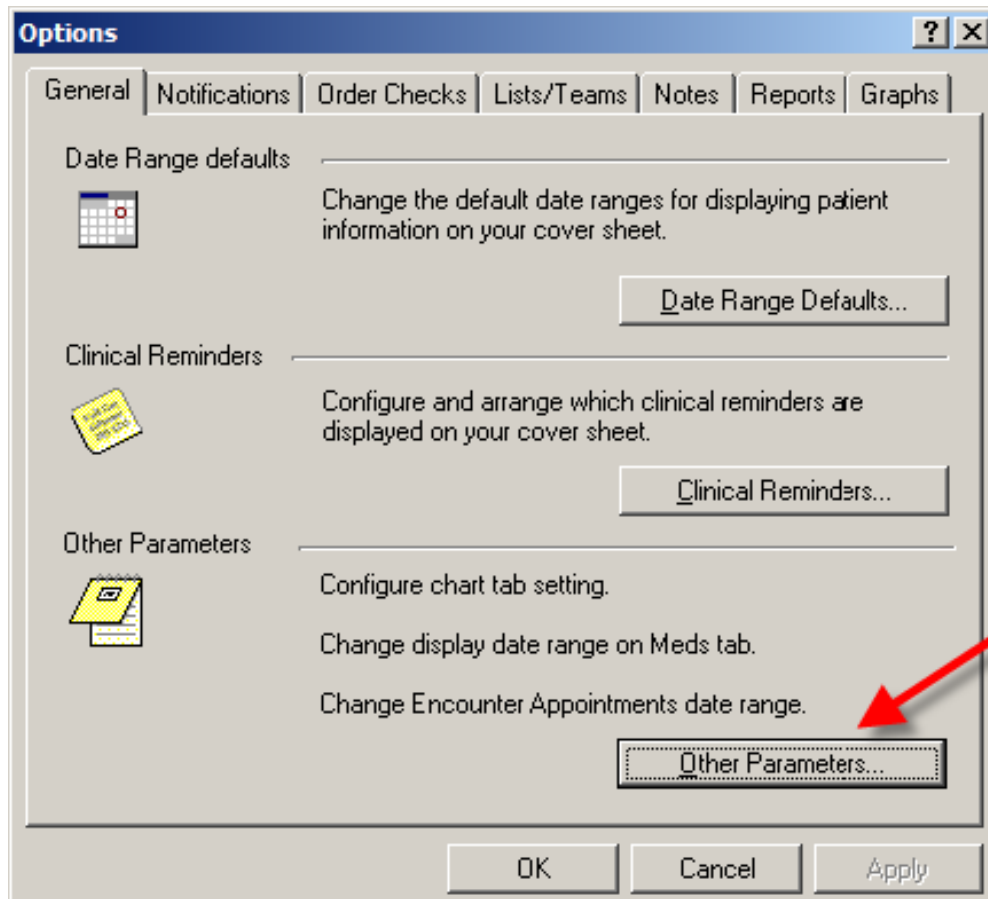 Options
General Notifications Order Checks Lists/Teams Notes Reports Graphs
Date Range defaults
Change the default date ranges for displaying patient
information on your cover sheet.
Date Range Defaults...
Clinical Reminders
Configure and arrange which clinical reminders are
displayed on your cover sheet.
Clinical Reminders...
Other Parameters
Configure chart tab setting.
Change display date range on Meds tab.
Change Encounter Appointments date range.
Other Parameters...
OK Cancel Apply